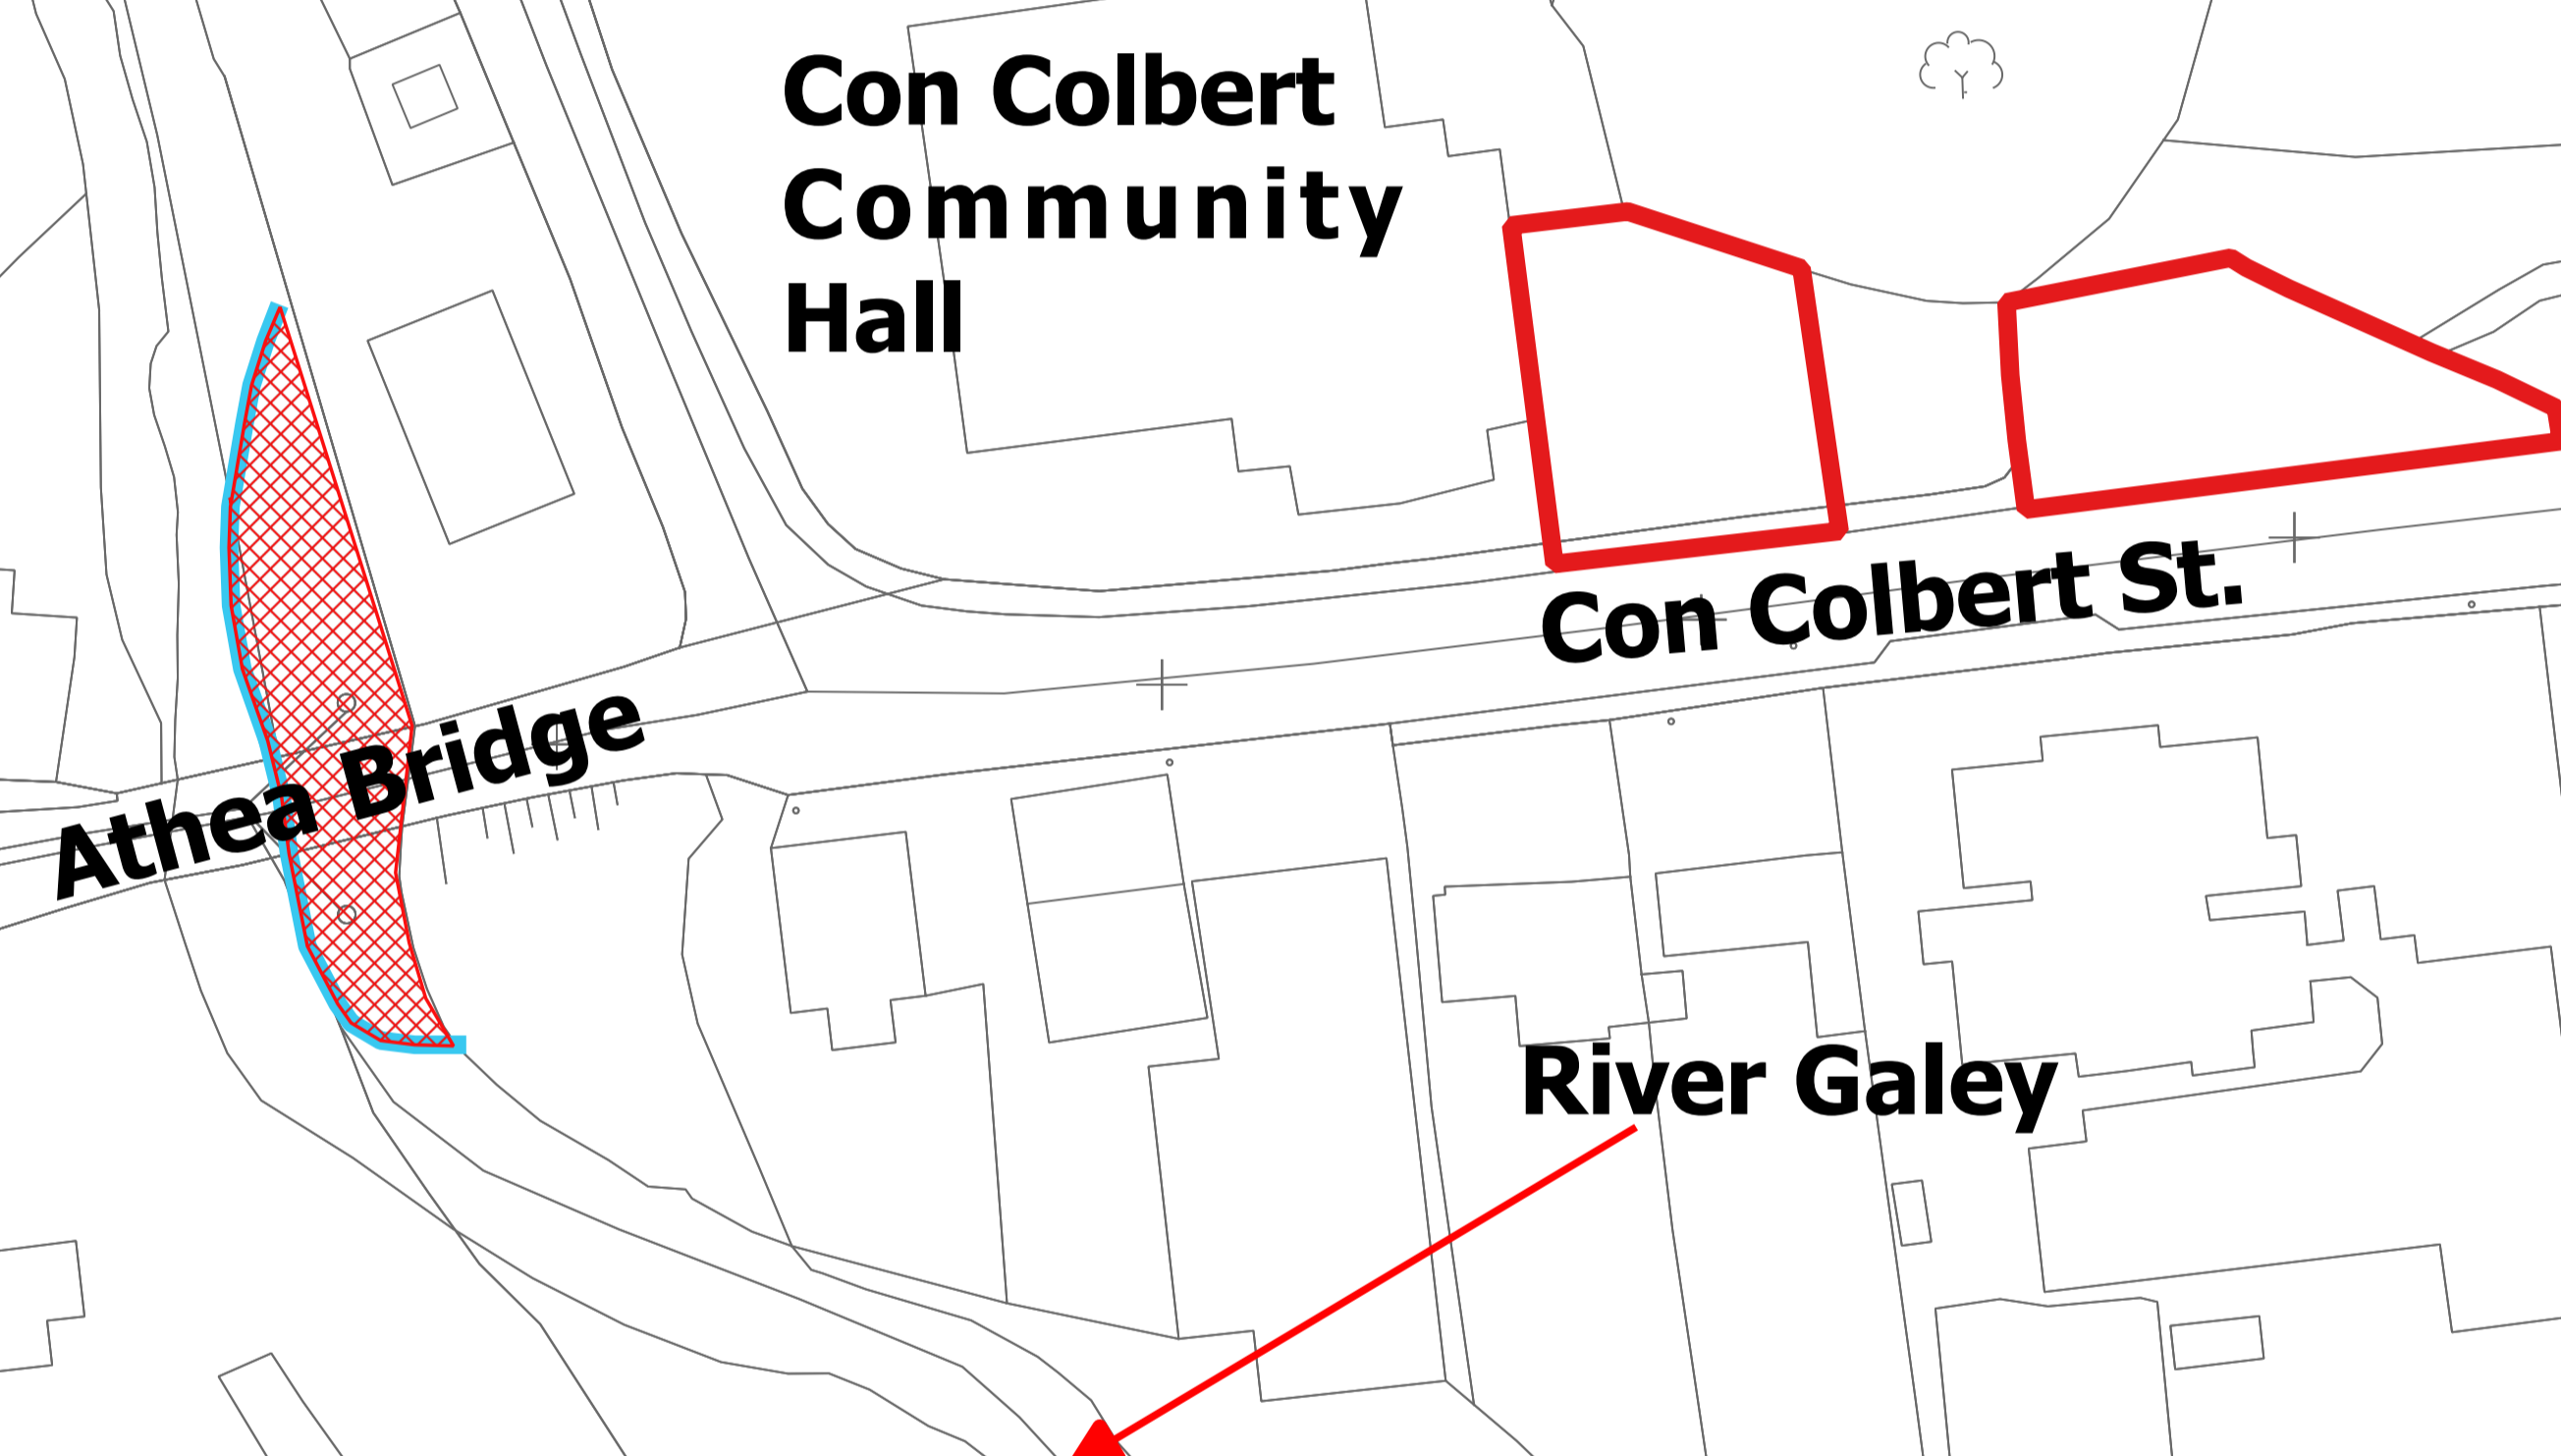 Con Colbert
Community
Hall
Con Colbert St.
Athea Bridge
River Galey